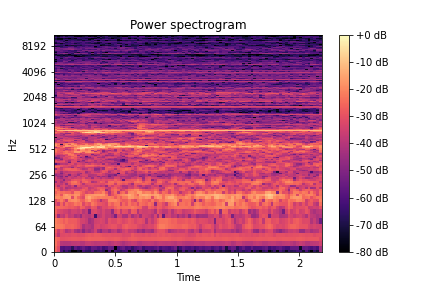 Power spectrogram
8192
4096
2048
1024
512
256
128
64
0
Hz
0
0.5
1
1.5
2
Time
+0 dB
-10 dB
-20 dB
-30 dB
-40 dB
-50 dB
-60 dB
-70 dB
-80 dB